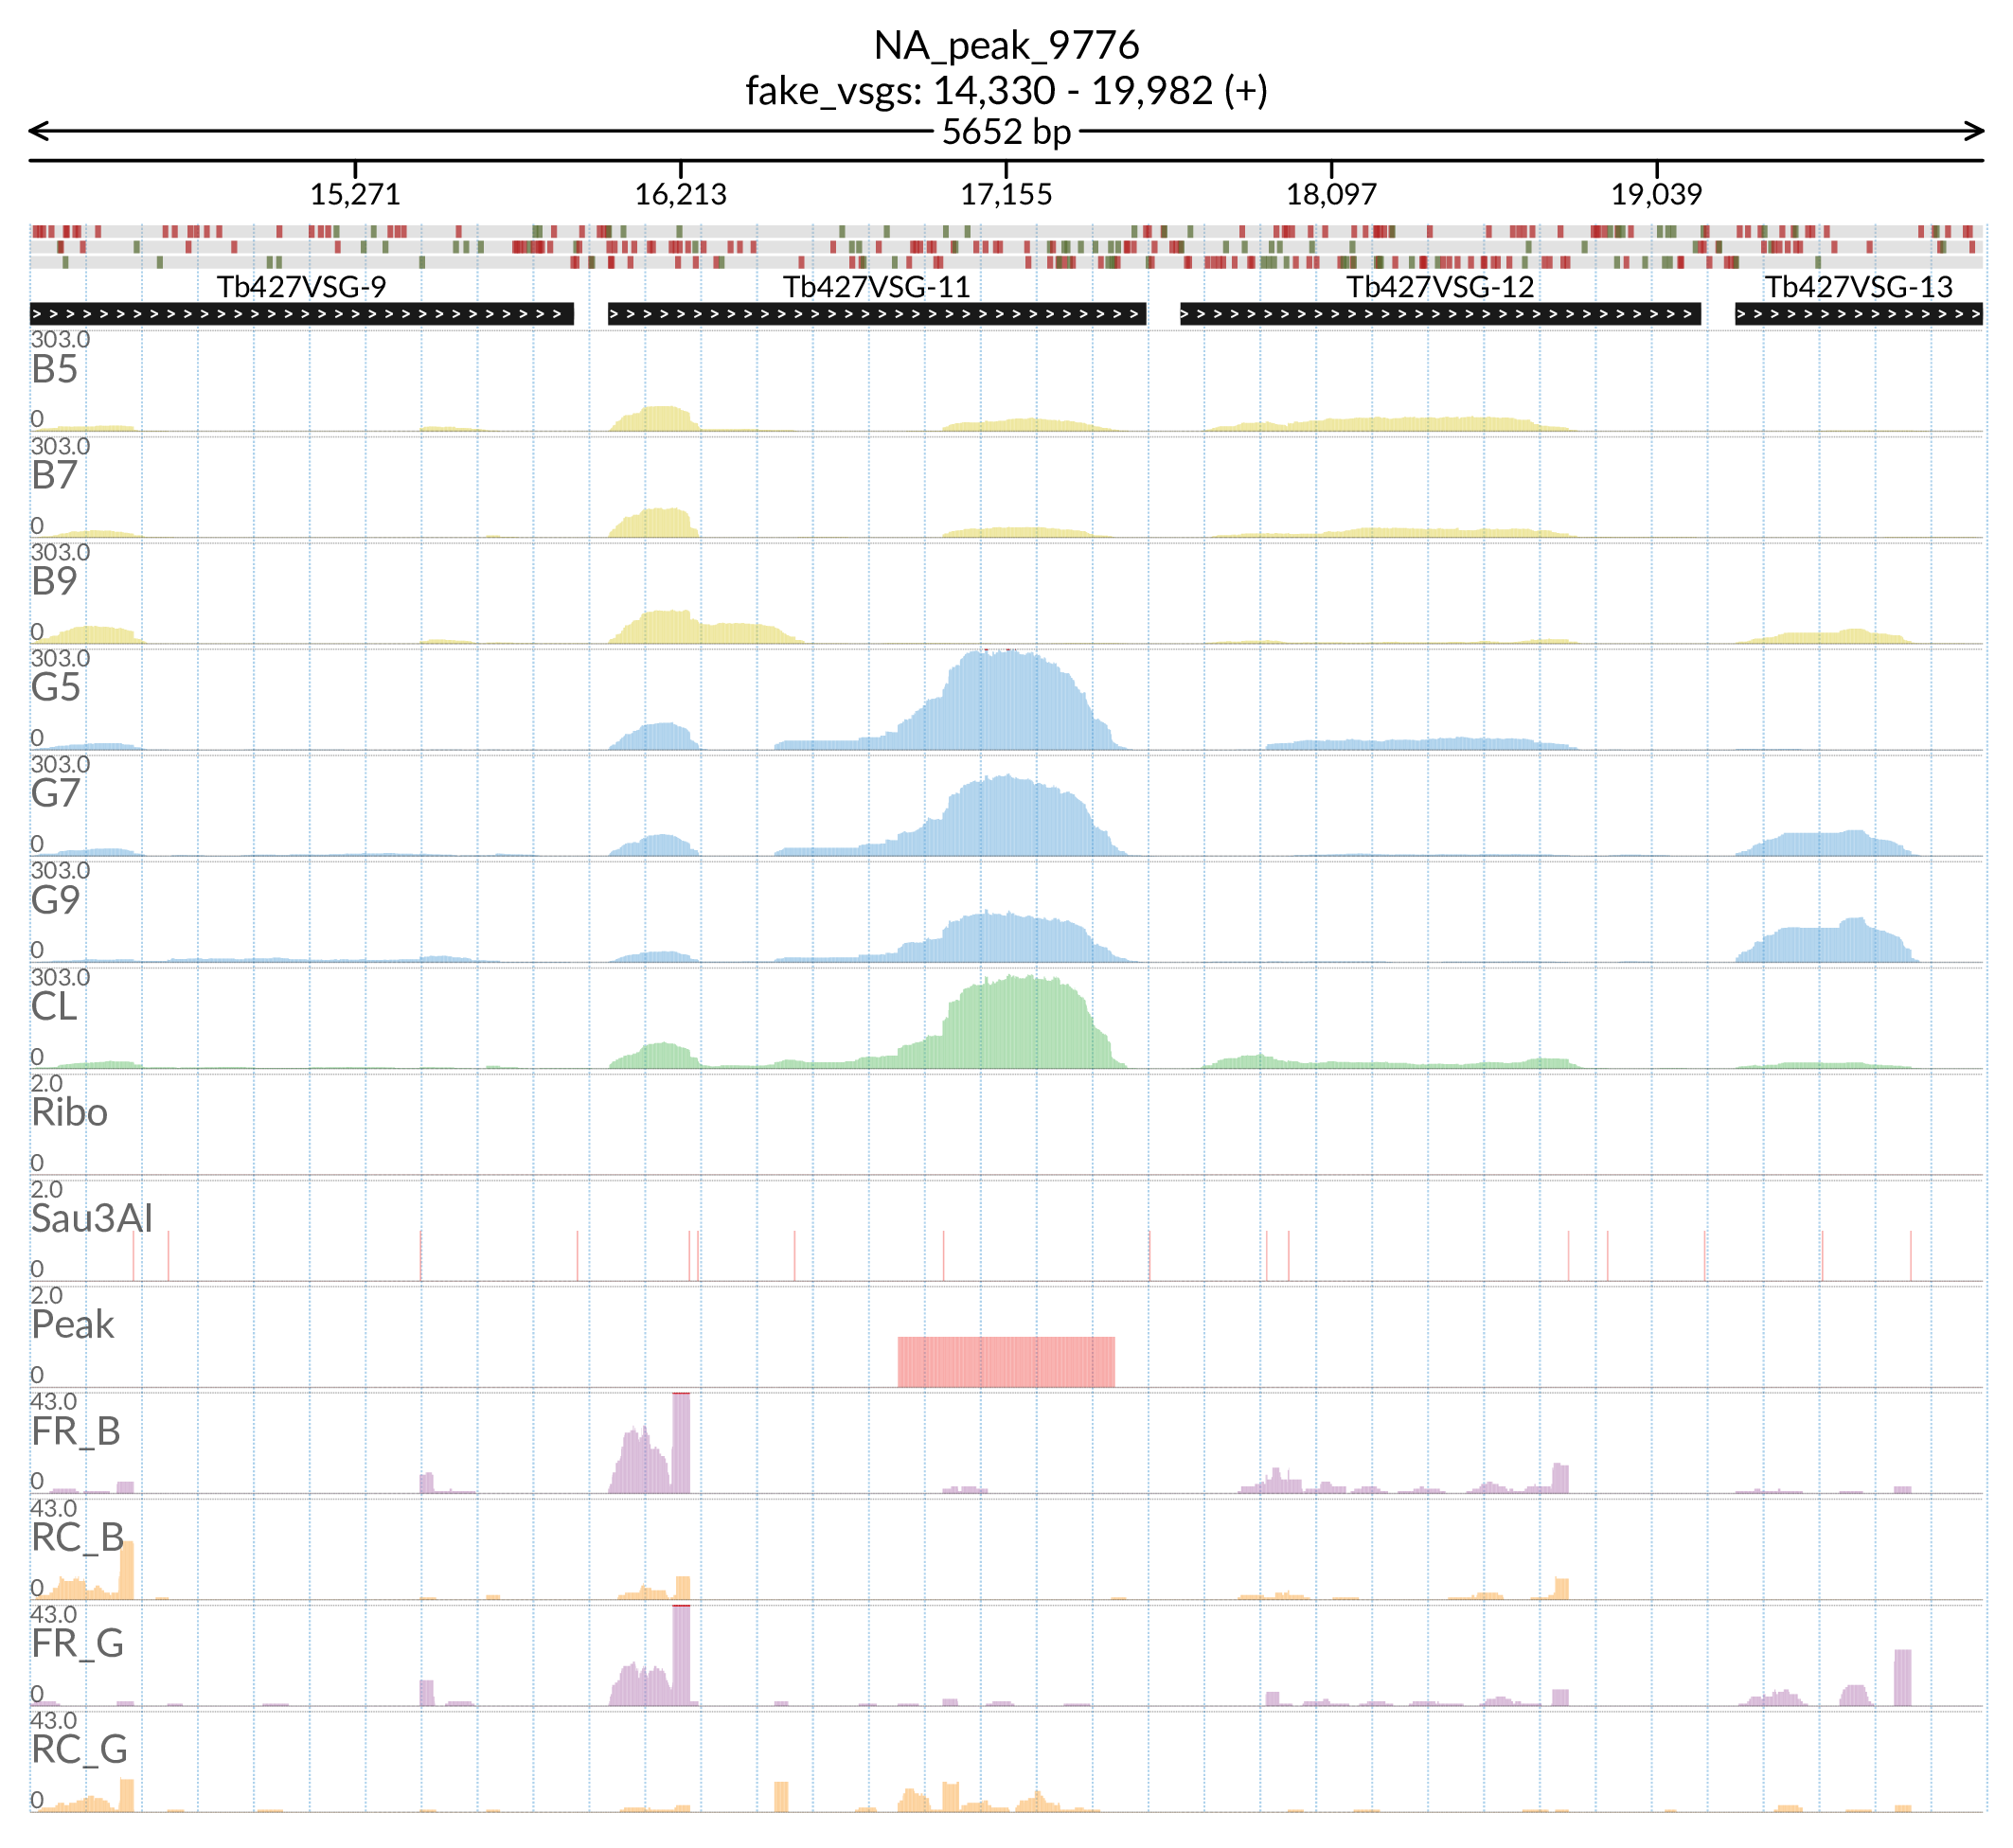 NA_peak_9776
fake_vsgs: 14,330 - 19,982 (+)
5652 bp
15,271 16,213 17,155 18,097 19,039
Tb427VSG-9 Tb427VSG-11 Tb427VSG-12 Tb427VSG-13
303.0
B5
0
303.0
B7
0
303.0
B9
0
303.0
G5
0
303.0
G7
0
303.0
G9
0
303.0
CL
0
2.0
Ribo
0
2.0
Sau3AI
0
2.0
Peak
0
43.0
FR_B
0
43.0
RC_B
0
43.0
FR_G
0
43.0
RC_G
0